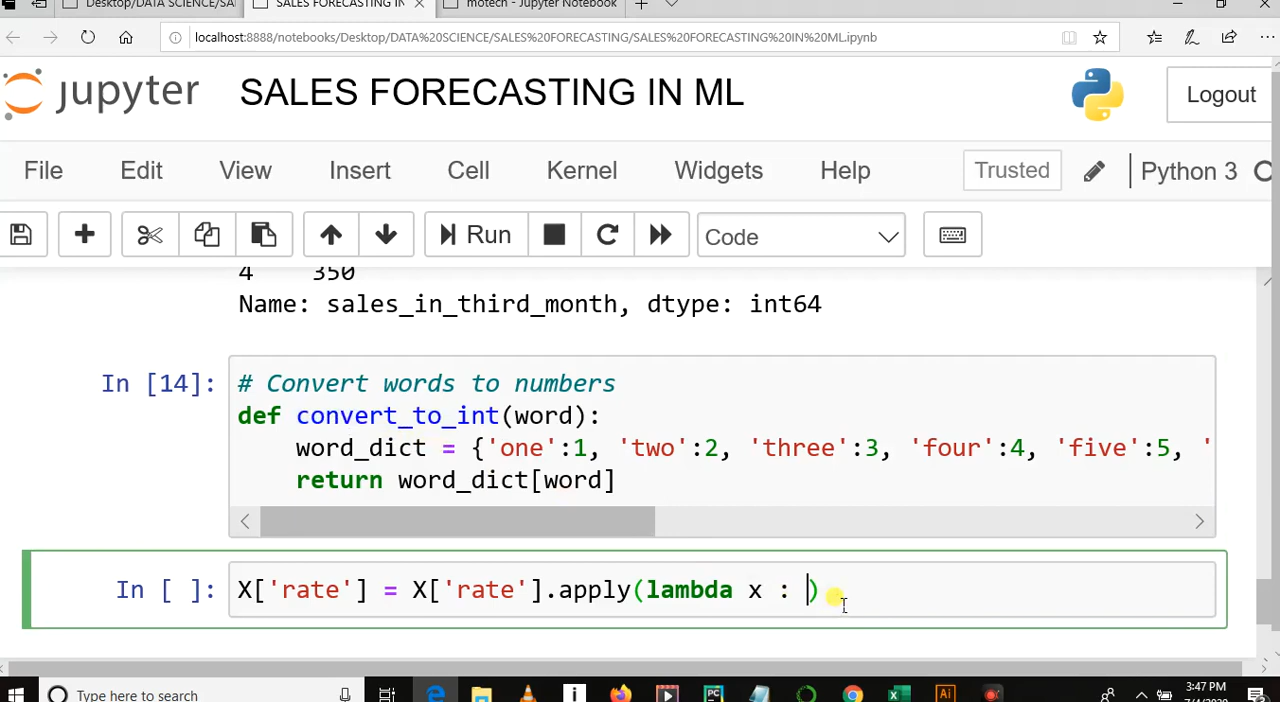 Desktop/DATA SCIENCE/SAL
SALES FORECASTING IN
motech - Jupyter Notebook
localhost:8888/notebooks/Desktop/DATA%20SCIENCE/SALES%20FORECASTING/SALES%20FORECASTING%20IN%20ML.ipynb
jupyter SALES FORECASTING IN ML Logout
File Edit View Insert Cell Kernel Widgets Help Trusted Python 3
Run Code
4 350
Name: sales_in_third_month, dtype: int64
In [14]: # Convert words to numbers
def convert_to_int(word):
word_dict = {'one':1, 'two':2, 'three':3, 'four':4, 'five':5, '
return word_dict[word]
In [ ]: X['rate'] = X['rate'].apply(lambda x : )
Type here to search
3:47 PM